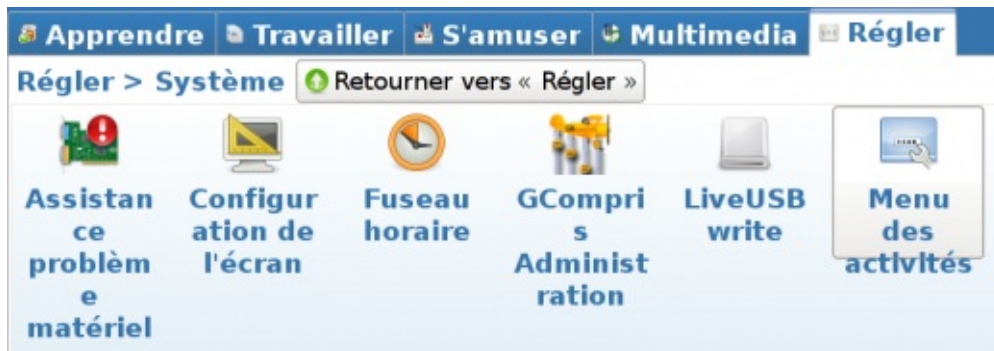 Apprendre Travailler S'amuser Multimedia Régler
Régler > Système Retourner vers « Régler »
Assistan
ce
problèm
e
matériel
Configur
ation de
l'écran
Fuseau
horaire
GCompri
s
Administ
ration
LiveUSB
write
Menu
des
activités